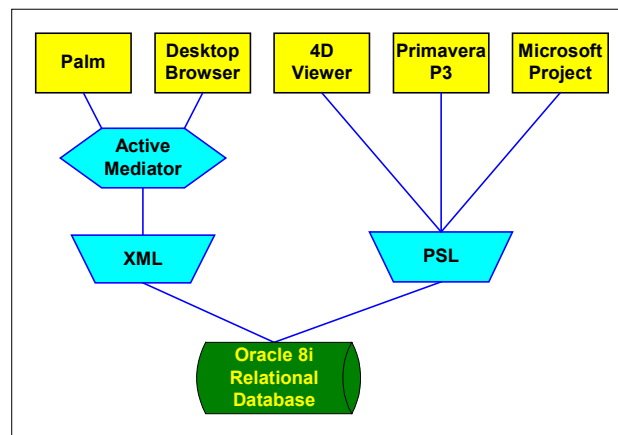 Palm
Desktop
Browser
4D
Viewer
Primavera
P3
Microsoft
Project
Active
Mediator
XML
PSL
Oracle 8i
Relational
Database